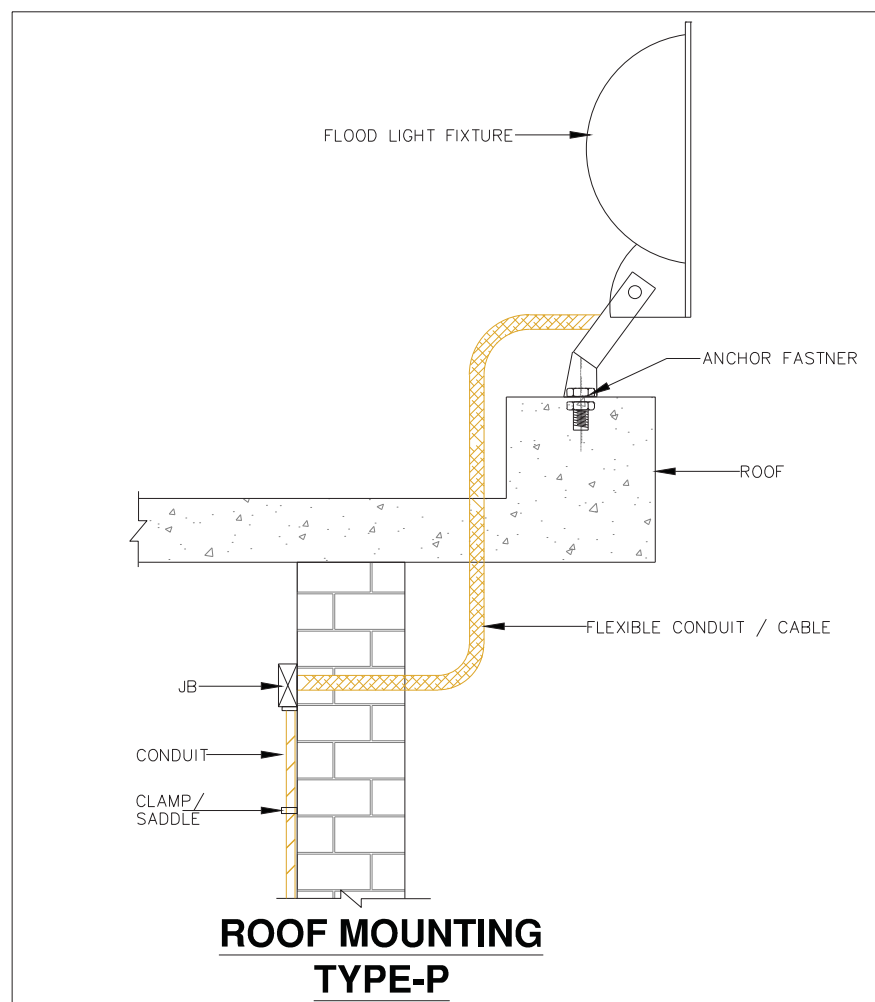 FLOOD LIGHT FIXTURE
ANCHOR FASTNER
ROOF
FLEXIBLE CONDUIT / CABLE
JB
CONDUIT
CLAMP/
SADDLE
ROOF MOUNTING
TYPE-P